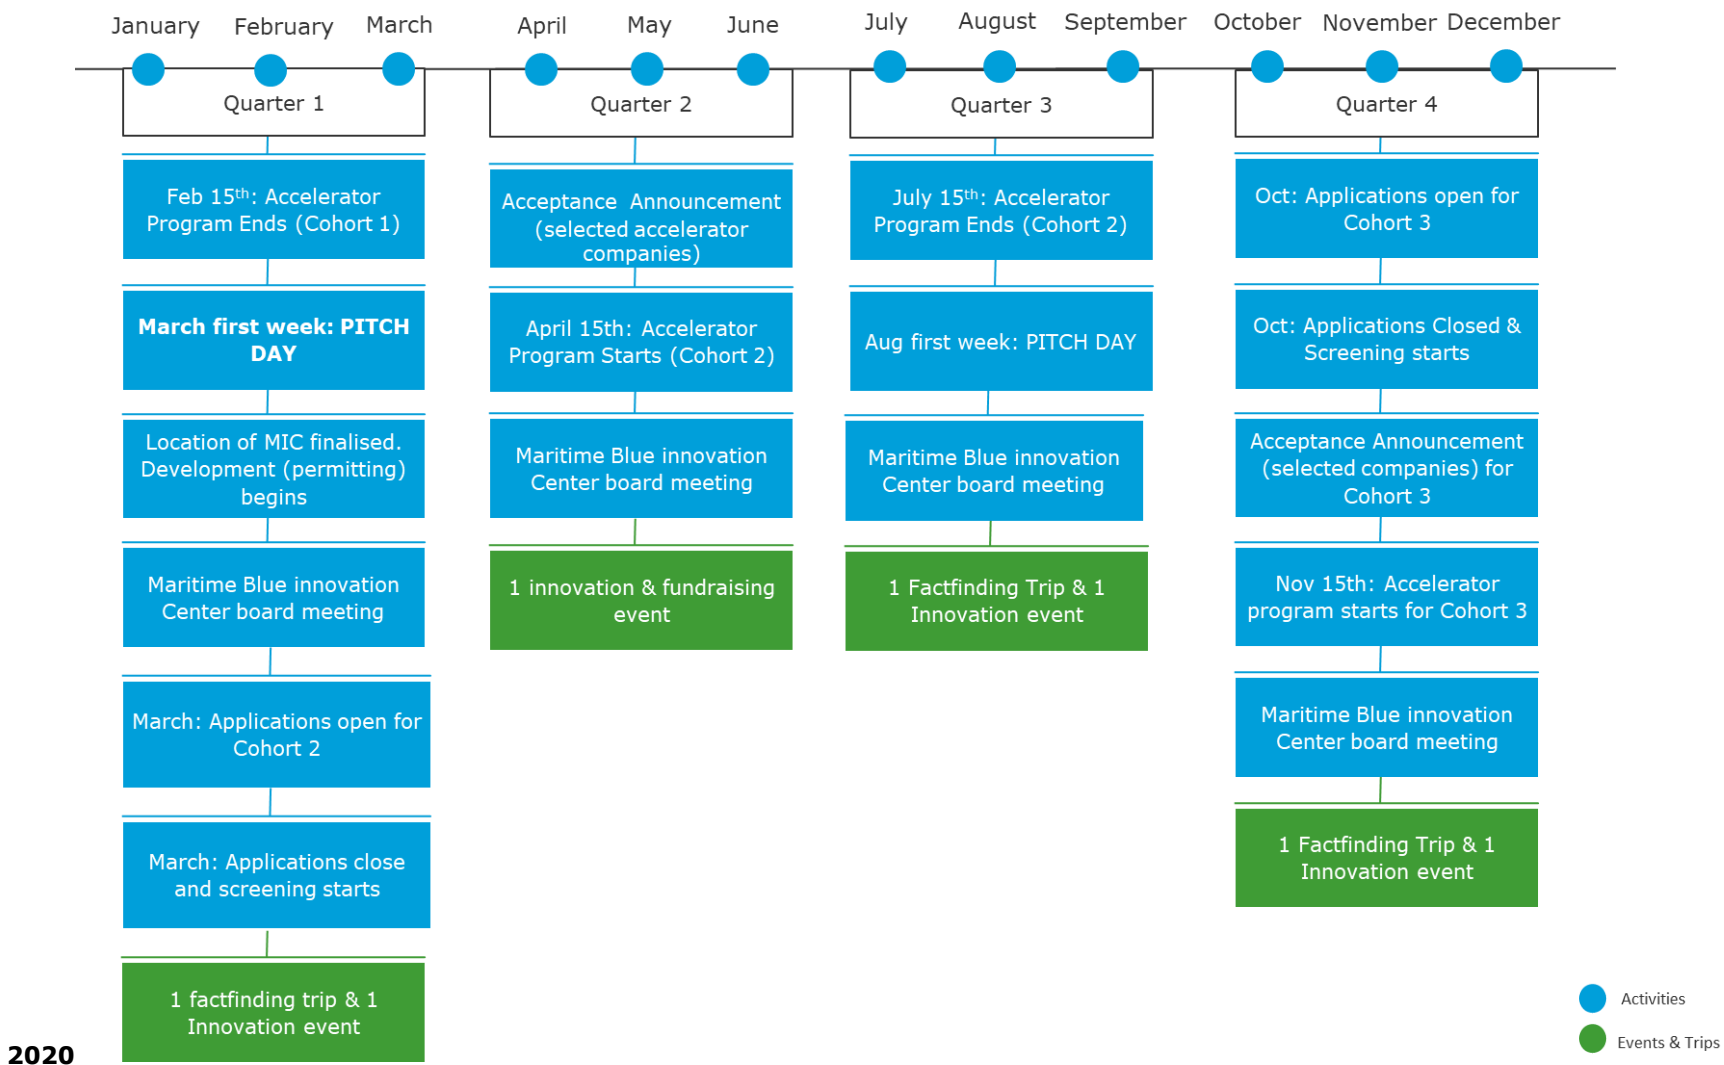 January February March April May June July August September October November December
Quarter 1
Feb 15th: Accelerator
Program Ends (Cohort 1)
March first week: PITCH
DAY
Location of MIC finalised.
Development (permitting)
begins
Maritime Blue innovation
Center board meeting
March: Applications open for
Cohort 2
March: Applications close
and screening starts
1 factfinding trip & 1
Innovation event
Quarter 2
Acceptance Announcement
(selected accelerator
companies)
April 15th: Accelerator
Program Starts (Cohort 2)
Maritime Blue innovation
Center board meeting
1 innovation & fundraising
event
Quarter 3
July 15th: Accelerator
Program Ends (Cohort 2)
Aug first week: PITCH DAY
Maritime Blue innovation
Center board meeting
1 Factfinding Trip & 1
Innovation event
Quarter 4
Oct: Applications open for
Cohort 3
Oct: Applications Closed &
Screening starts
Acceptance Announcement
(selected companies) for
Cohort 3
Nov 15th: Accelerator
program starts for Cohort 3
Maritime Blue innovation
Center board meeting
1 Factfinding Trip & 1
Innovation event
Activities
Events & Trips
2020